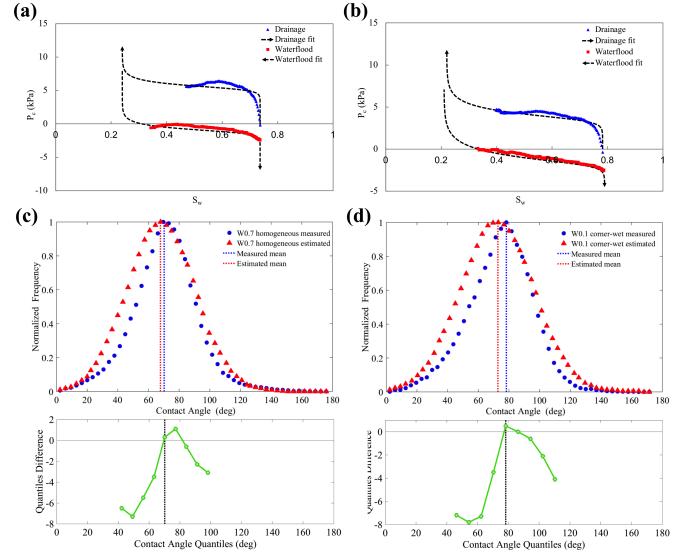 (a)
15
10
5
0
-5
-10
0
0.2
0.4
0.6
0.8
1
Pc (kPa)
Sw
Drainage
Drainage fit
Waterflood
Waterflood fit
(b)
15
10
5
0
-5
0
0.2
0.4
0.6
0.8
1
Pc (kPa)
Sw
Drainage
Drainage fit
Waterflood
Waterflood fit
(c)
1
0.8
0.6
0.4
0.2
0
Normalized Frequency
W0.7 homogeneous measured
W0.7 homogeneous estimated
Measured mean
Estimated mean
0 20 40 60 80 100 120 140 160 180
Contact Angle (deg)
(d)
1
0.8
0.6
0.4
0.2
0
Normalized Frequency
W0.1 corner-wet measured
W0.1 corner-wet estimated
Measured mean
Estimated mean
0 20 40 60 80 100 120 140 160 180
Contact Angle (deg)
2
0
-2
-4
-6
-8
Quantiles Difference
0 20 40 60 80 100 120 140 160 180
Contact Angle Quantiles (deg)
0
-2
-4
-6
-8
Quantiles Difference
0 20 40 60 80 100 120 140 160 180
Contact Angle Quantiles (deg)